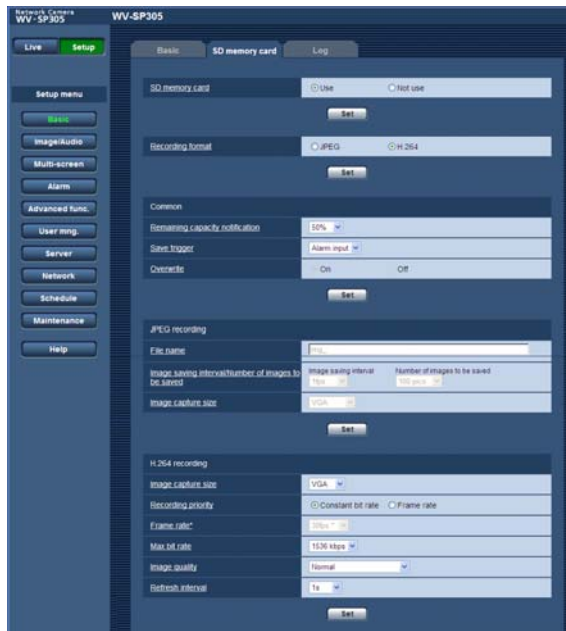 Network Camera
WV-SP305
WV-SP305
Live
Setup
Basic
SD memory card
Log
Setup menu
Basic
Image/Audio
Multi-screen
Alarm
Advanced func.
User mng.
Server
Network
Schedule
Maintenance
Help
SD memory card
Use
Not use
Set
Recording format
JPEG
H.264
Set
Common
Remaining capacity notification
50%
Save trigger
Alarm input
Overwrite
On
Off
Set
JPEG recording
File name
Image saving interval/Number of images to be saved
Image saving interval
1fps
Number of images to be saved
100 pics
Image capture size
VGA
Set
H.264 recording
Image capture size
VGA
Recording priority
Constant bit rate
Frame rate
Frame rate*
30fps *
Max bit rate
1536 kbps
Image quality
Normal
Refresh interval
1s
Set